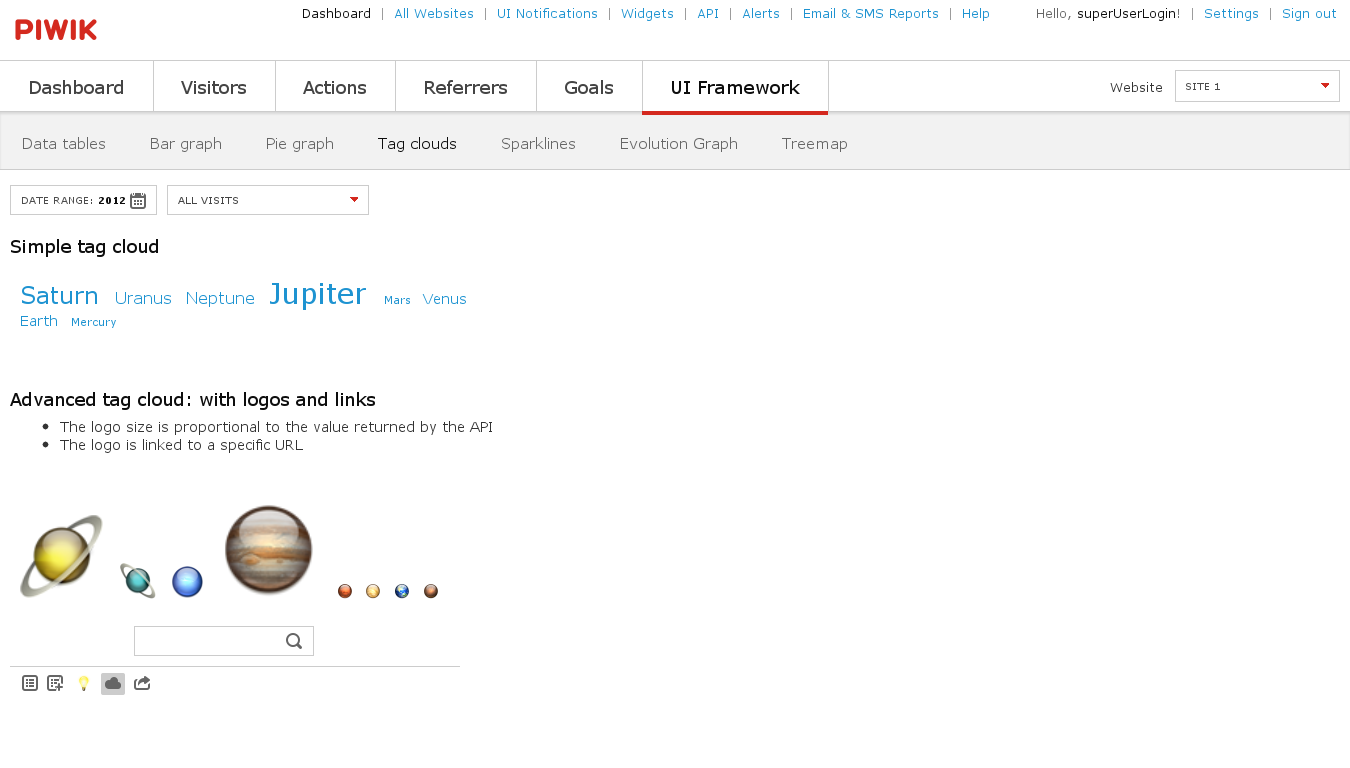 PIWIK
Dashboard | All Websites | UI Notifications | Widgets | API | Alerts | Email & SMS Reports | Help
Hello, superUserLogin! | Settings | Sign out
Dashboard Visitors Actions Referrers Goals UI Framework
Website SITE 1
Data tables Bar graph Pie graph Tag clouds Sparklines Evolution Graph Treemap
DATE RANGE: 2012 ALL VISITS
Simple tag cloud
Saturn Uranus Neptune Jupiter Mars Venus
Earth Mercury
Advanced tag cloud: with logos and links
• The logo size is proportional to the value returned by the API
• The logo is linked to a specific URL